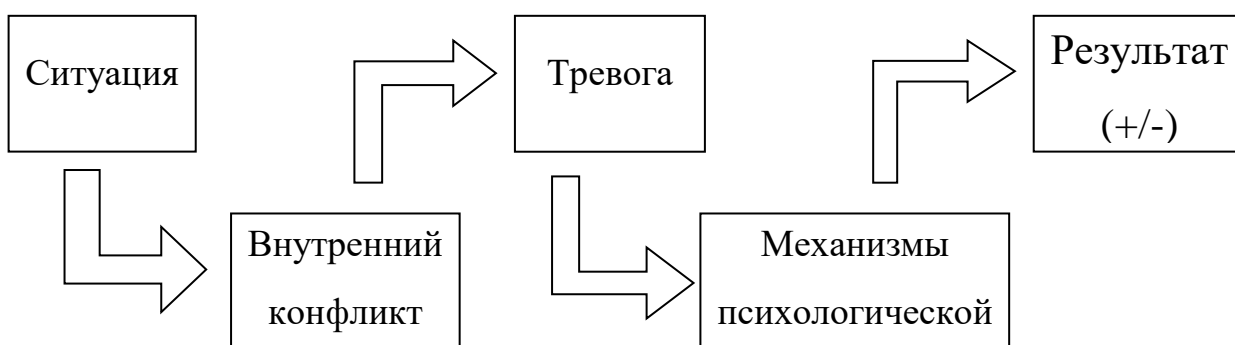 Ситуация
Внутренний
конфликт
Тревога
Механизмы
психологической
Результат
(+/-)